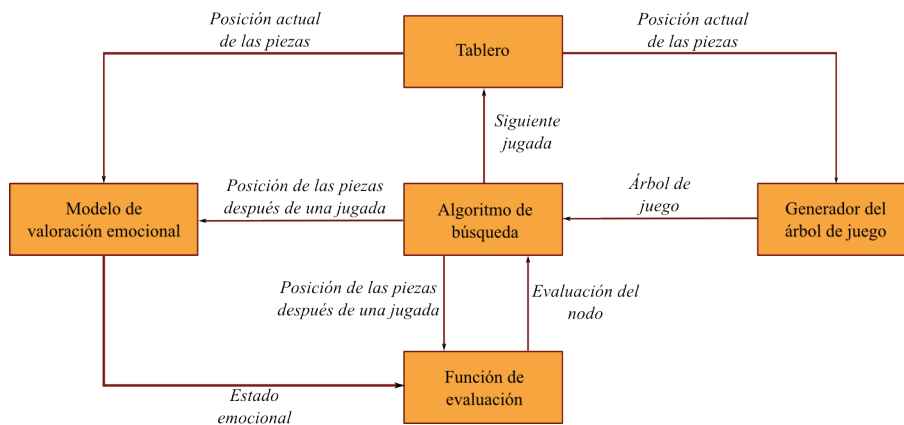 Posición actual
de las piezas
Tablero
Posición actual
de las piezas
Siguiente
jugada
Modelo de
valoración emocional
Posición de las piezas
después de una jugada
Algoritmo de
búsqueda
Árbol de
juego
Generador del
árbol de juego
Posición de las piezas
después de una jugada
Evaluación del
nodo
Función de
evaluación
Estado
emocional